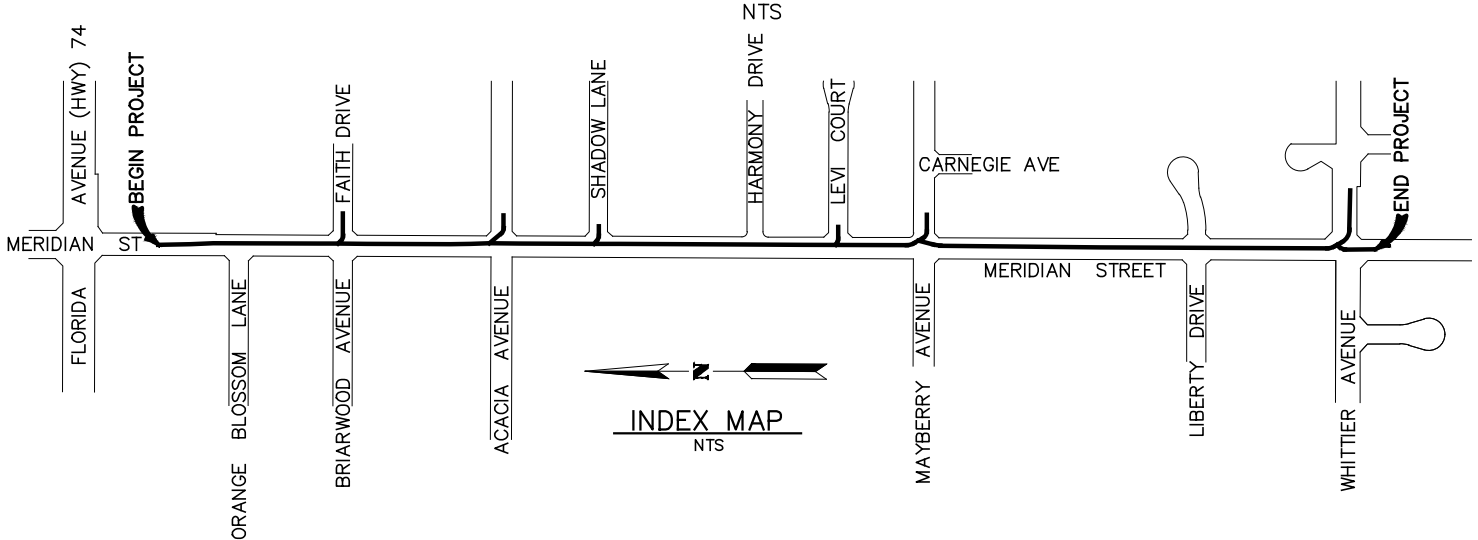 NTS
FLORIDA AVENUE (HWY) 74
BEGIN PROJECT
FAITH DRIVE
SHADOW LANE
HARMONY DRIVE
LEVI COURT
CARNEGIE AVE
END PROJECT
MERIDIAN ST
MERIDIAN STREET
ORANGE BLOSSOM LANE
BRIARWOOD AVENUE
ACACIA AVENUE
MAYBERRY AVENUE
LIBERTY DRIVE
WHITTIER AVENUE
N
INDEX MAP
NTS